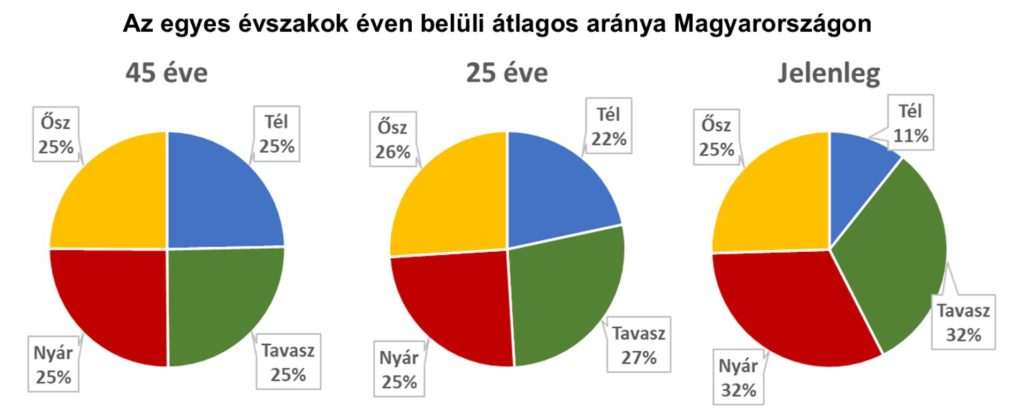 Az egyes évszakok éven belüli átlagos aránya Magyarországon
45 éve
Ősz
25%
Tél
25%
Nyár
25%
Tavasz
25%
25 éve
Ősz
26%
Tél
22%
Nyár
25%
Tavasz
27%
Jelenleg
Ősz
25%
Tél
11%
Nyár
32%
Tavasz
32%